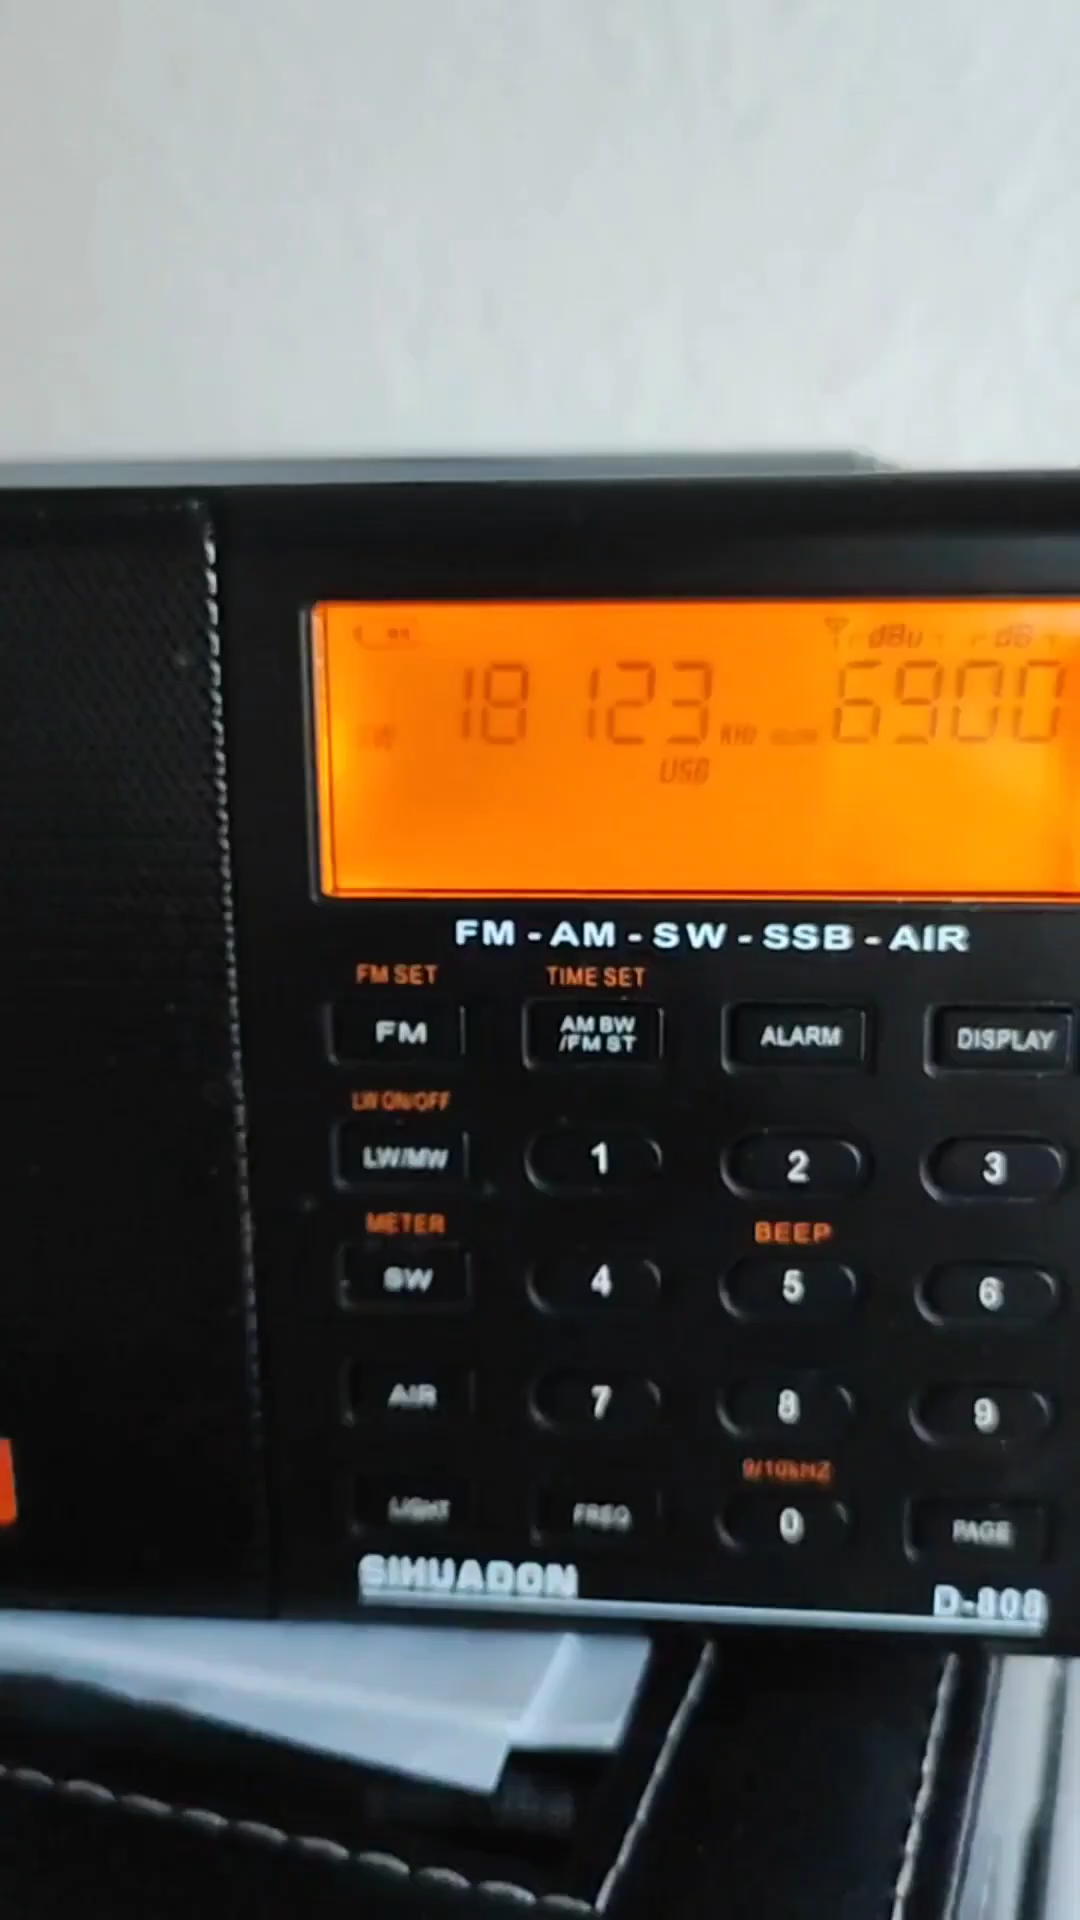 dBu dB
18 123 KHz 6900
USB
FM - AM - SW - SSB - AIR
FM SET TIME SET
FM AM BW /FM ST ALARM DISPLAY
LW ON/OFF
LW/MW 1 2 3
METER BEEP
SW 4 5 6
AIR 7 8 9
9/10kHZ
LIGHT FREQ 0 PAGE
SIHUADON D-808